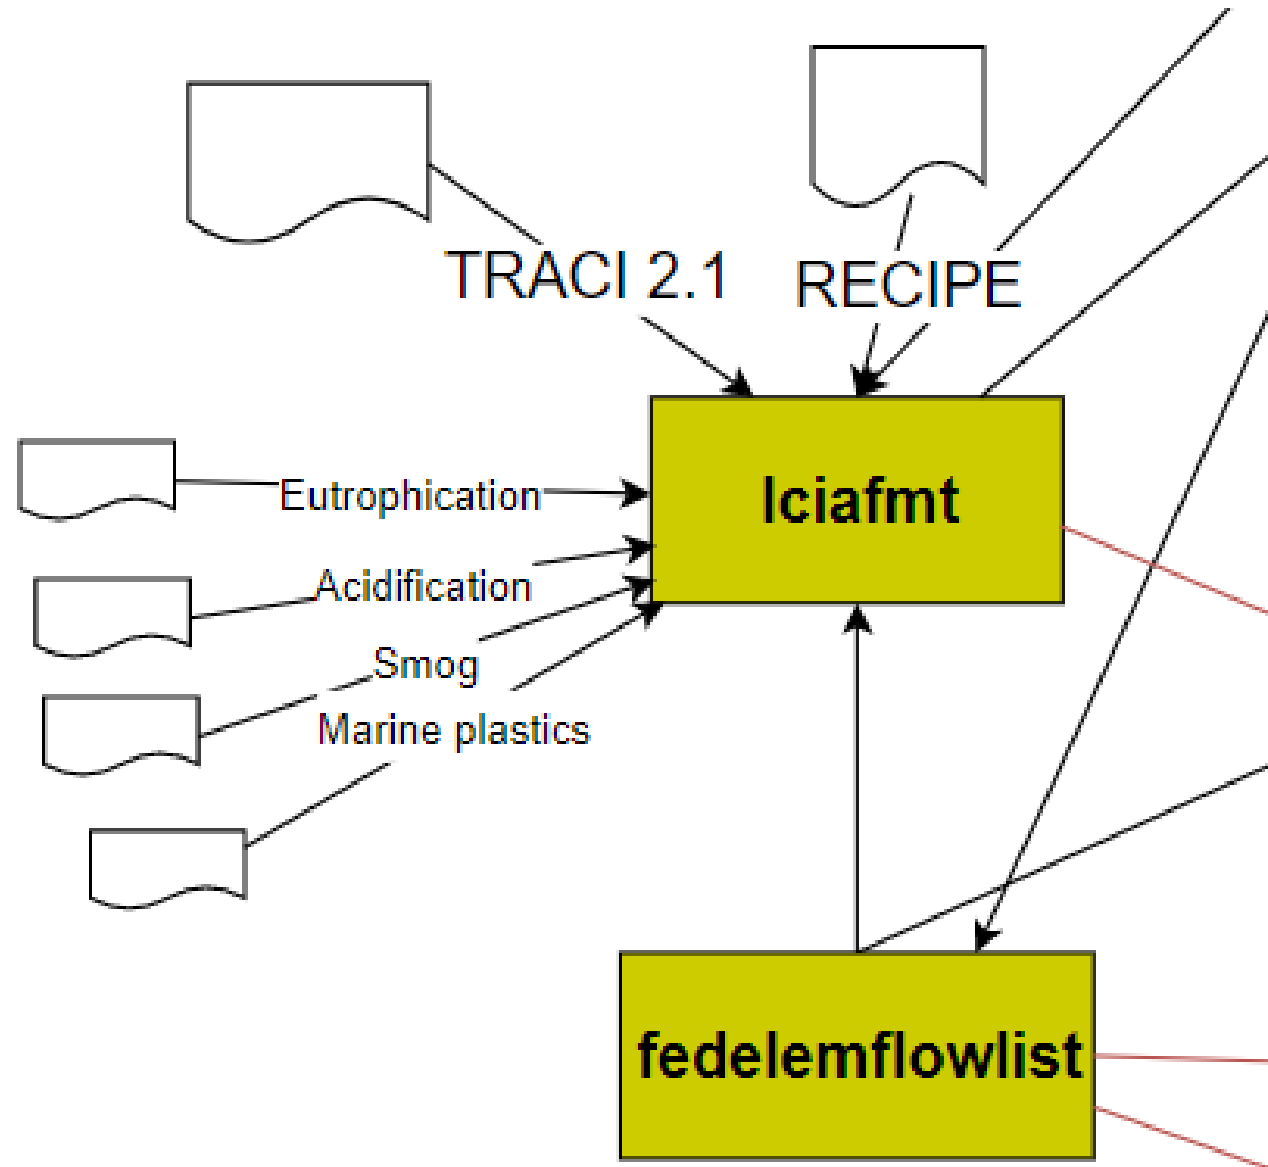 TRACI 2.1
RECIPE
lciafmt
Eutrophication
Acidification
Smog
Marine plastics
fedelemflowlist